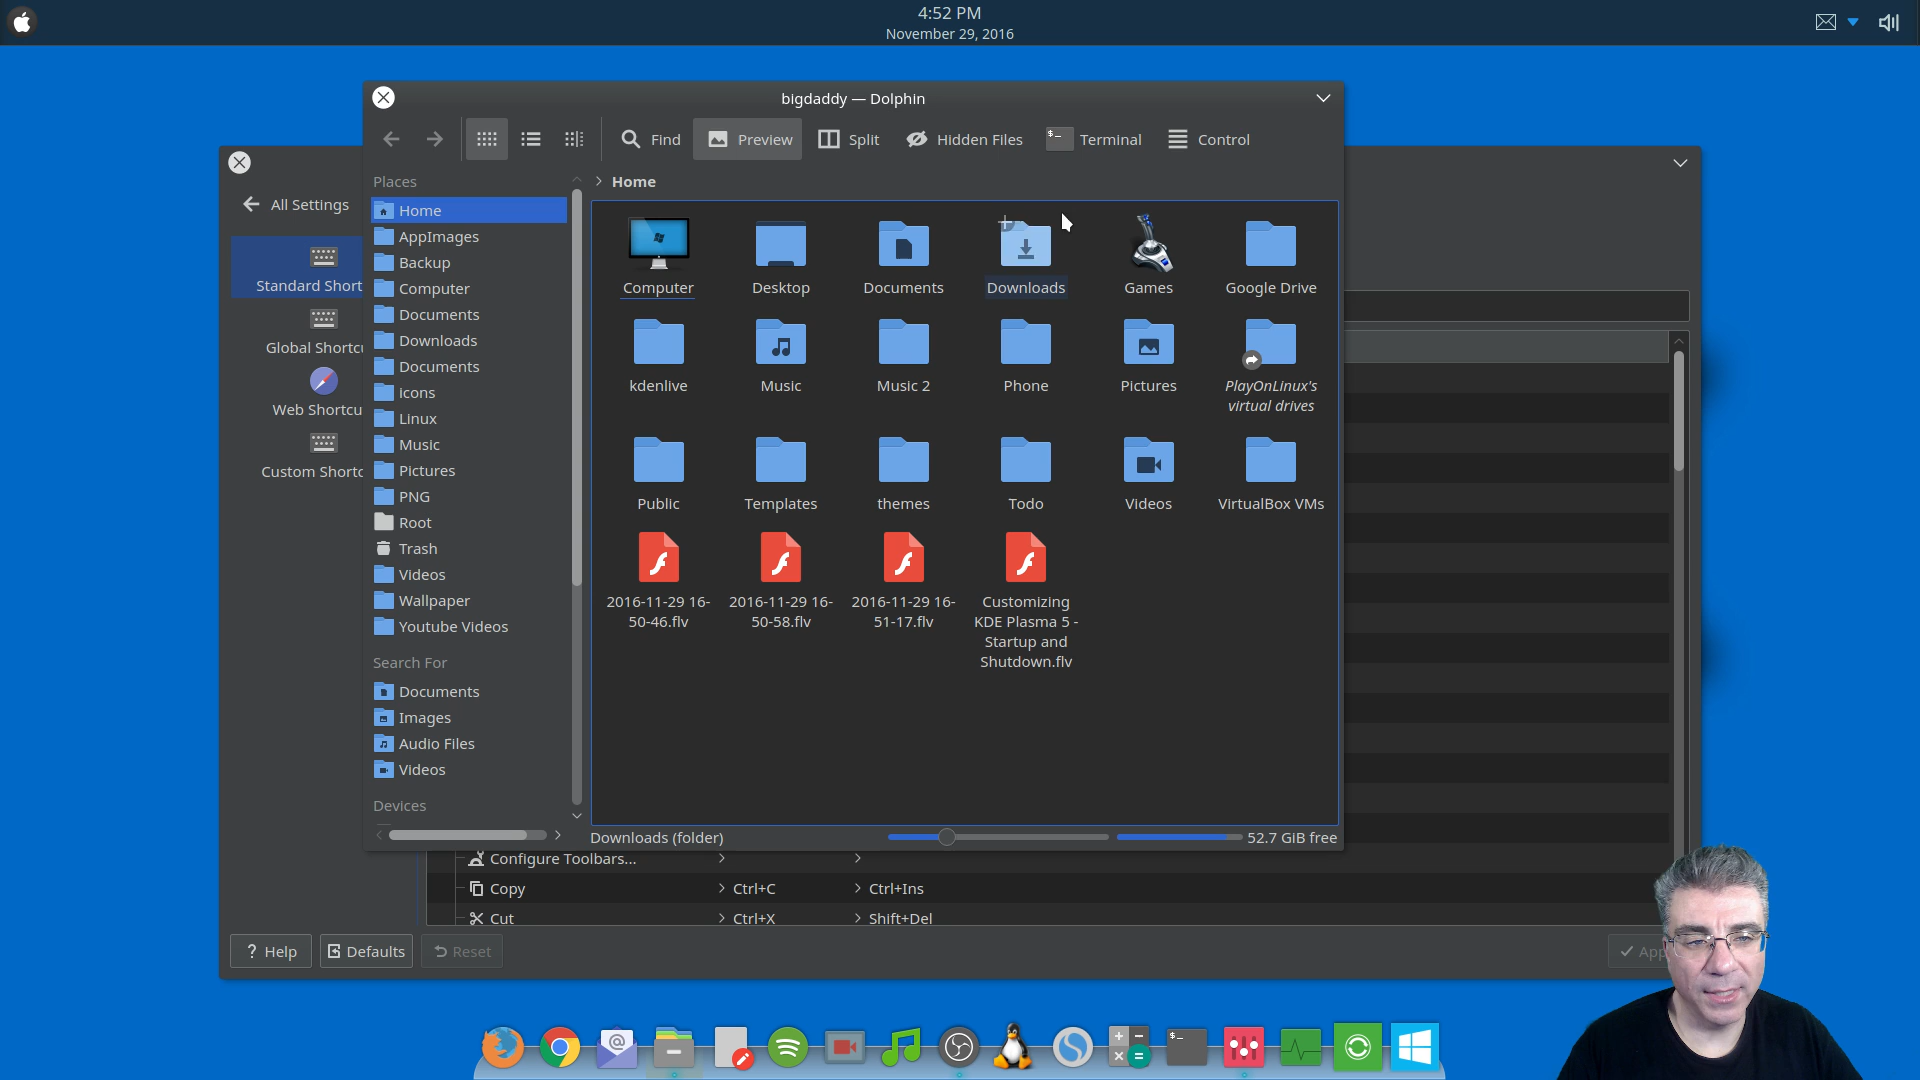 4:52 PM
November 29, 2016
bigdaddy — Dolphin
Find
Preview
Split
Hidden Files
Terminal
Control
All Settings
Standard Short
Global Shortcu
Web Shortcu
Custom Shortc
Places
Home
AppImages
Backup
Computer
Documents
Downloads
Documents
icons
Linux
Music
Pictures
PNG
Root
Trash
Videos
Wallpaper
Youtube Videos
Search For
Documents
Images
Audio Files
Videos
Devices
> Home
Computer
Desktop
Documents
Downloads
Games
Google Drive
kdenlive
Music
Music 2
Phone
Pictures
PlayOnLinux's
virtual drives
Public
Templates
themes
Todo
Videos
VirtualBox VMs
2016-11-29 16-
50-46.flv
2016-11-29 16-
50-58.flv
2016-11-29 16-
51-17.flv
Customizing
KDE Plasma 5 -
Startup and
Shutdown.flv
Downloads (folder)
52.7 GiB free
Configure Toolbars...
Copy > Ctrl+C > Ctrl+Ins
Cut > Ctrl+X > Shift+Del
? Help
Defaults
Reset
App